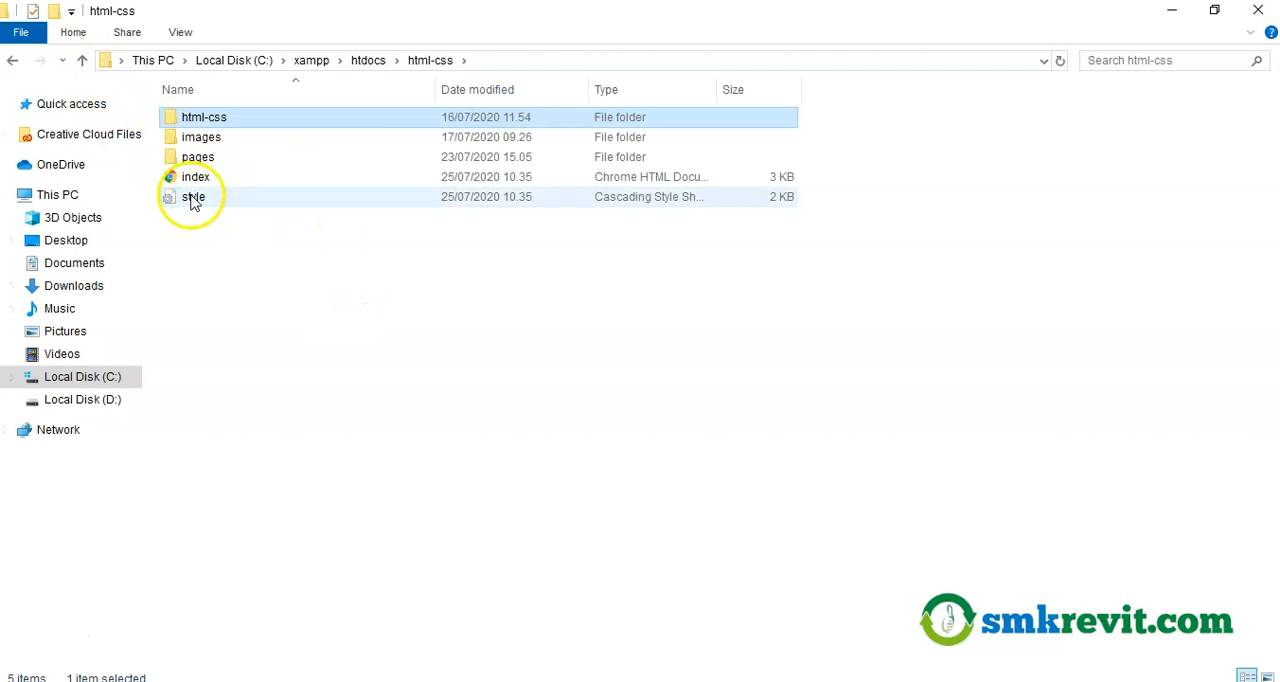 html-css
File Home Share View
This PC Local Disk (C:) xampp htdocs html-css Search html-css
Name Date modified Type Size
Quick access
Creative Cloud Files
OneDrive
This PC
3D Objects
Desktop
Documents
Downloads
Music
Pictures
Videos
Local Disk (C:)
Local Disk (D:)
Network
html-css 16/07/2020 11.54 File folder
images 17/07/2020 09.26 File folder
pages 23/07/2020 15.05 File folder
index 25/07/2020 10.35 Chrome HTML Docu... 3 KB
style 25/07/2020 10.35 Cascading Style Sh... 2 KB
smkrevit.com
5 items 1 item selected